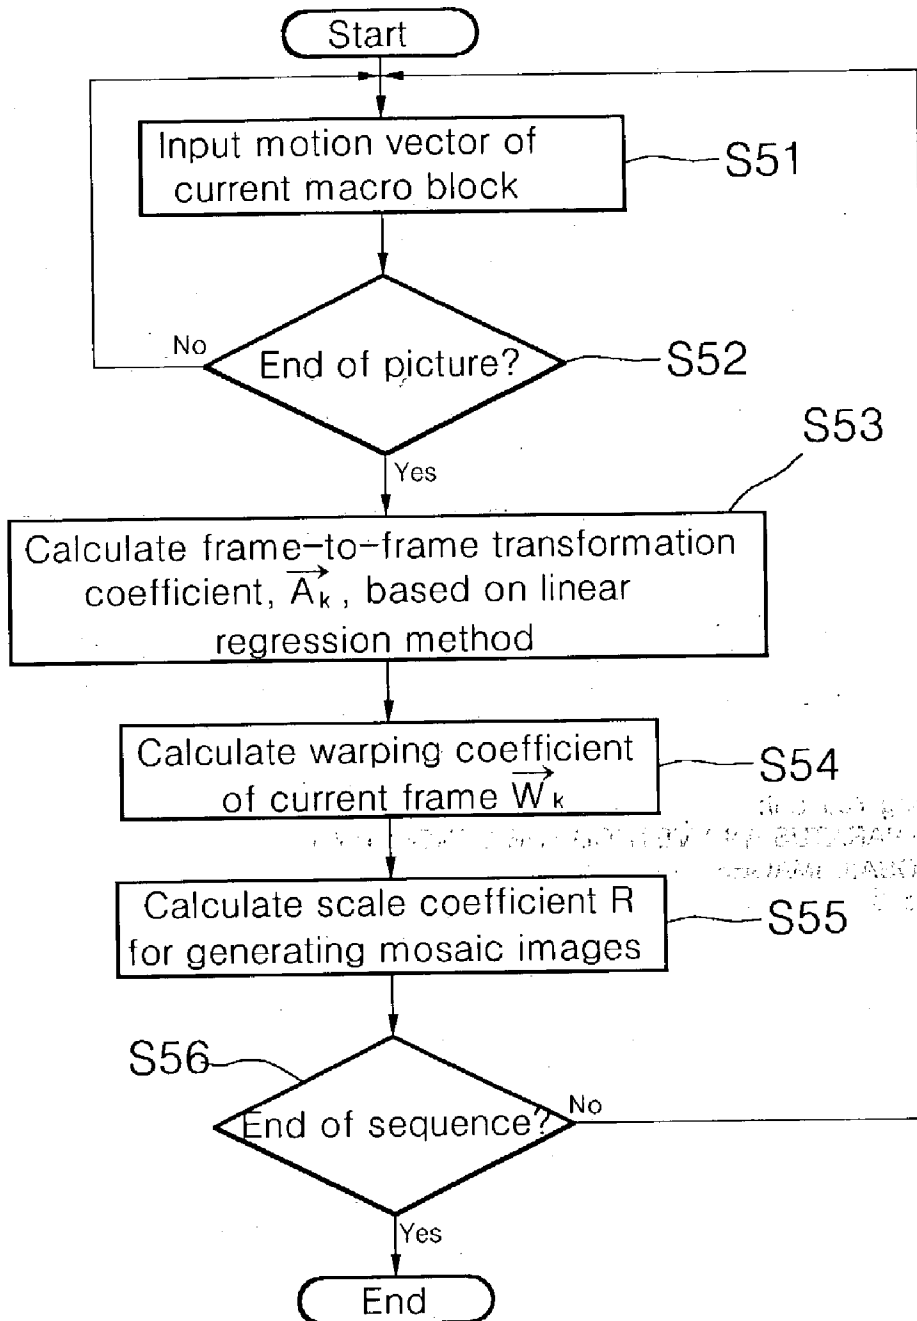 Start
Input motion vector of
current macro block
S51
No
End of picture?
S52
Yes
S53
Calculate frame-to-frame transformation
coefficient, A→k, based on linear
regression method
Calculate warping coefficient
of current frame W→k
S54
Calculate scale coefficient R
for generating mosaic images
S55
S56
End of sequence?
No
Yes
End